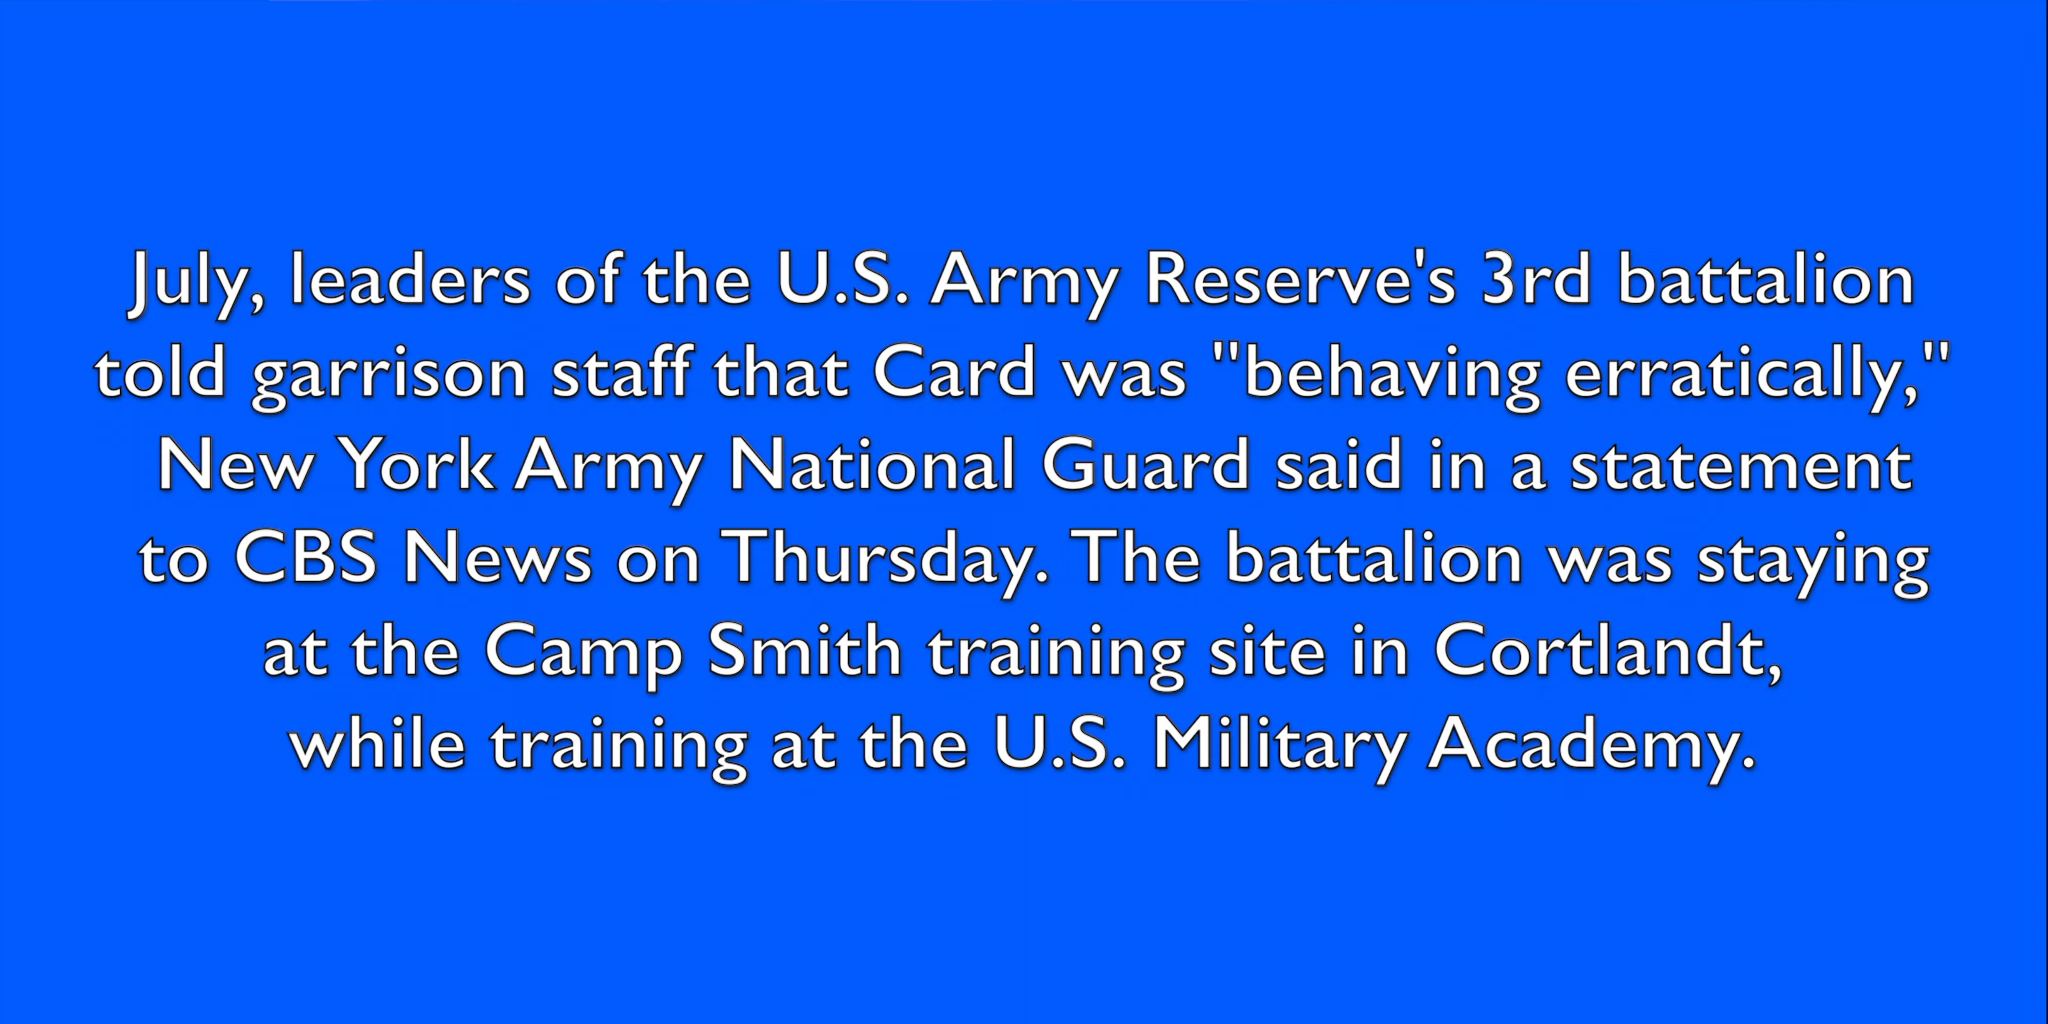 July, leaders of the U.S. Army Reserve's 3rd battalion
told garrison staff that Card was "behaving erratically,"
New York Army National Guard said in a statement
to CBS News on Thursday. The battalion was staying
at the Camp Smith training site in Cortlandt,
while training at the U.S. Military Academy.